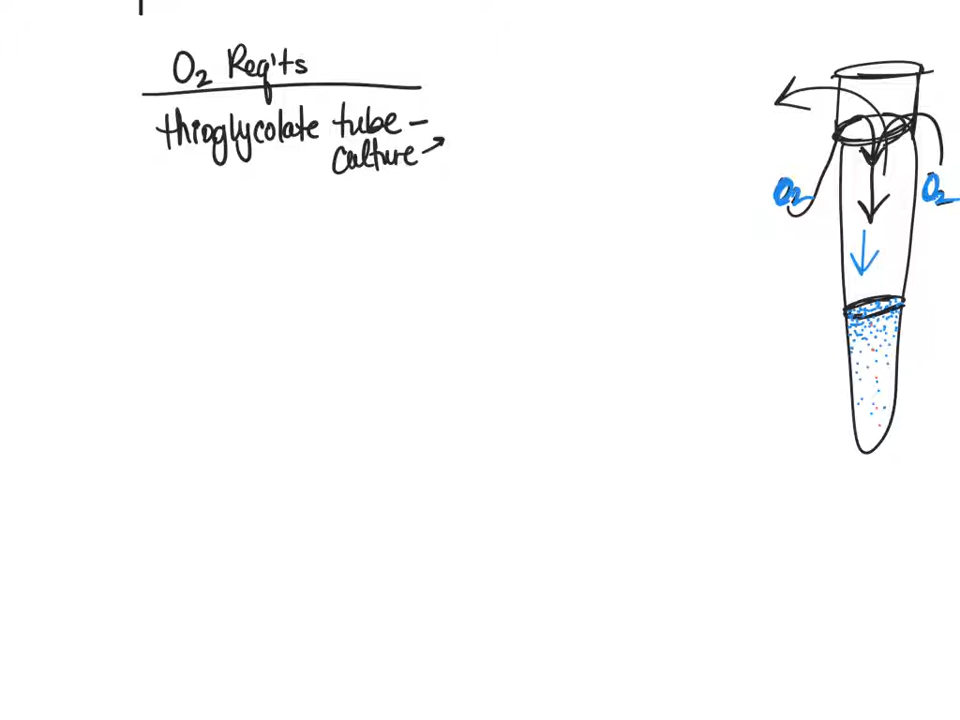 O₂ Req'ts
thioglycolate tube –
culture →
O₂
O₂